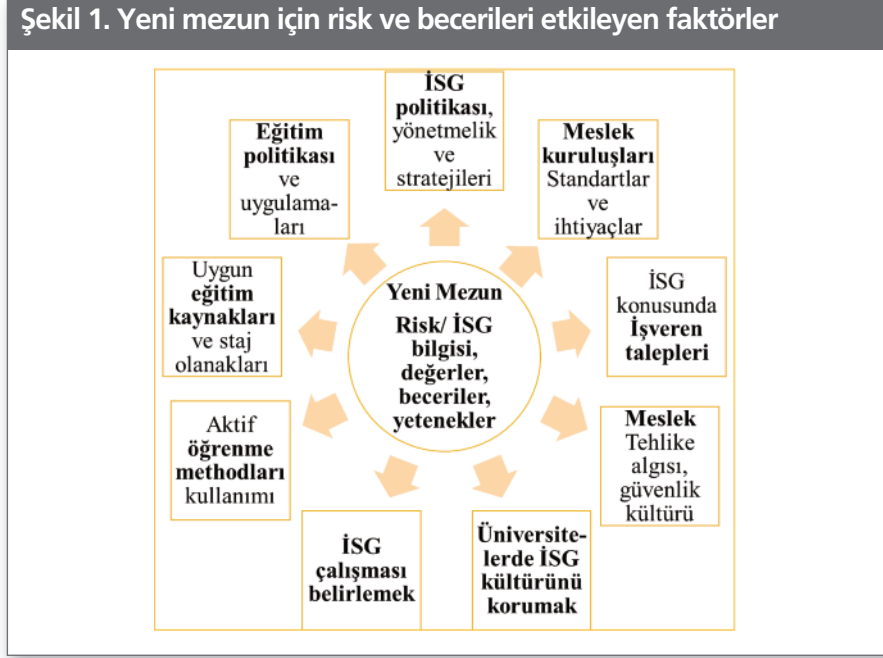 Şekil 1. Yeni mezun için risk ve becerileri etkileyen faktörler
İSG
politikası,
yönetmelik
ve
stratejileri
Eğitim
politikası
ve
uygulama-
ları
Meslek
kuruluşları
Standartlar
ve
ihtiyaçlar
Uygun
eğitim
kaynakları
ve staj
olanakları
Yeni Mezun
Risk/ İSG
bilgisi,
değerler,
beceriler,
yetenekler
İSG
konusunda
İşveren
talepleri
Aktif
öğrenme
methodları
kullanımı
Meslek
Tehlike
algısı,
güvenlik
kültürü
İSG
çalışması
belirlemek
Üniversite-
lerde İSG
kültürünü
korumak